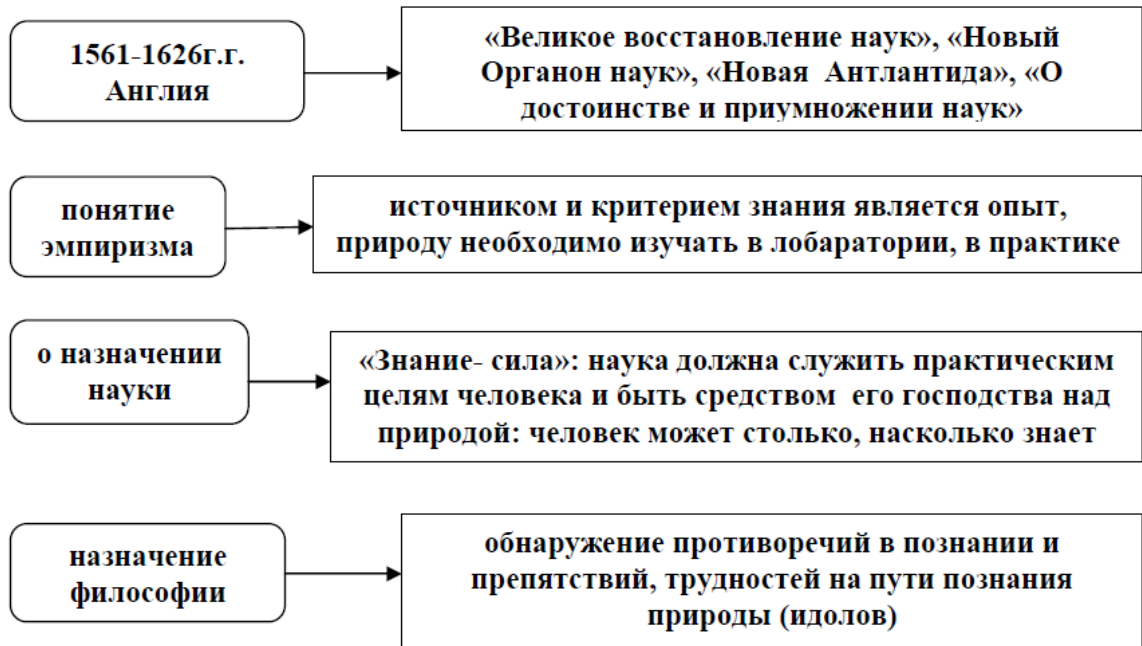 1561-1626г.г.
Англия
«Великое восстановление наук», «Новый
Органон наук», «Новая Антлантида», «О
достоинстве и приумножении наук»
понятие
эмпиризма
источником и критерием знания является опыт,
природу необходимо изучать в лобаратории, в практике
о назначении
науки
«Знание- сила»: наука должна служить практическим
целям человека и быть средством его господства над
природой: человек может столько, насколько знает
назначение
философии
обнаружение противоречий в познании и
препятствий, трудностей на пути познания
природы (идолов)